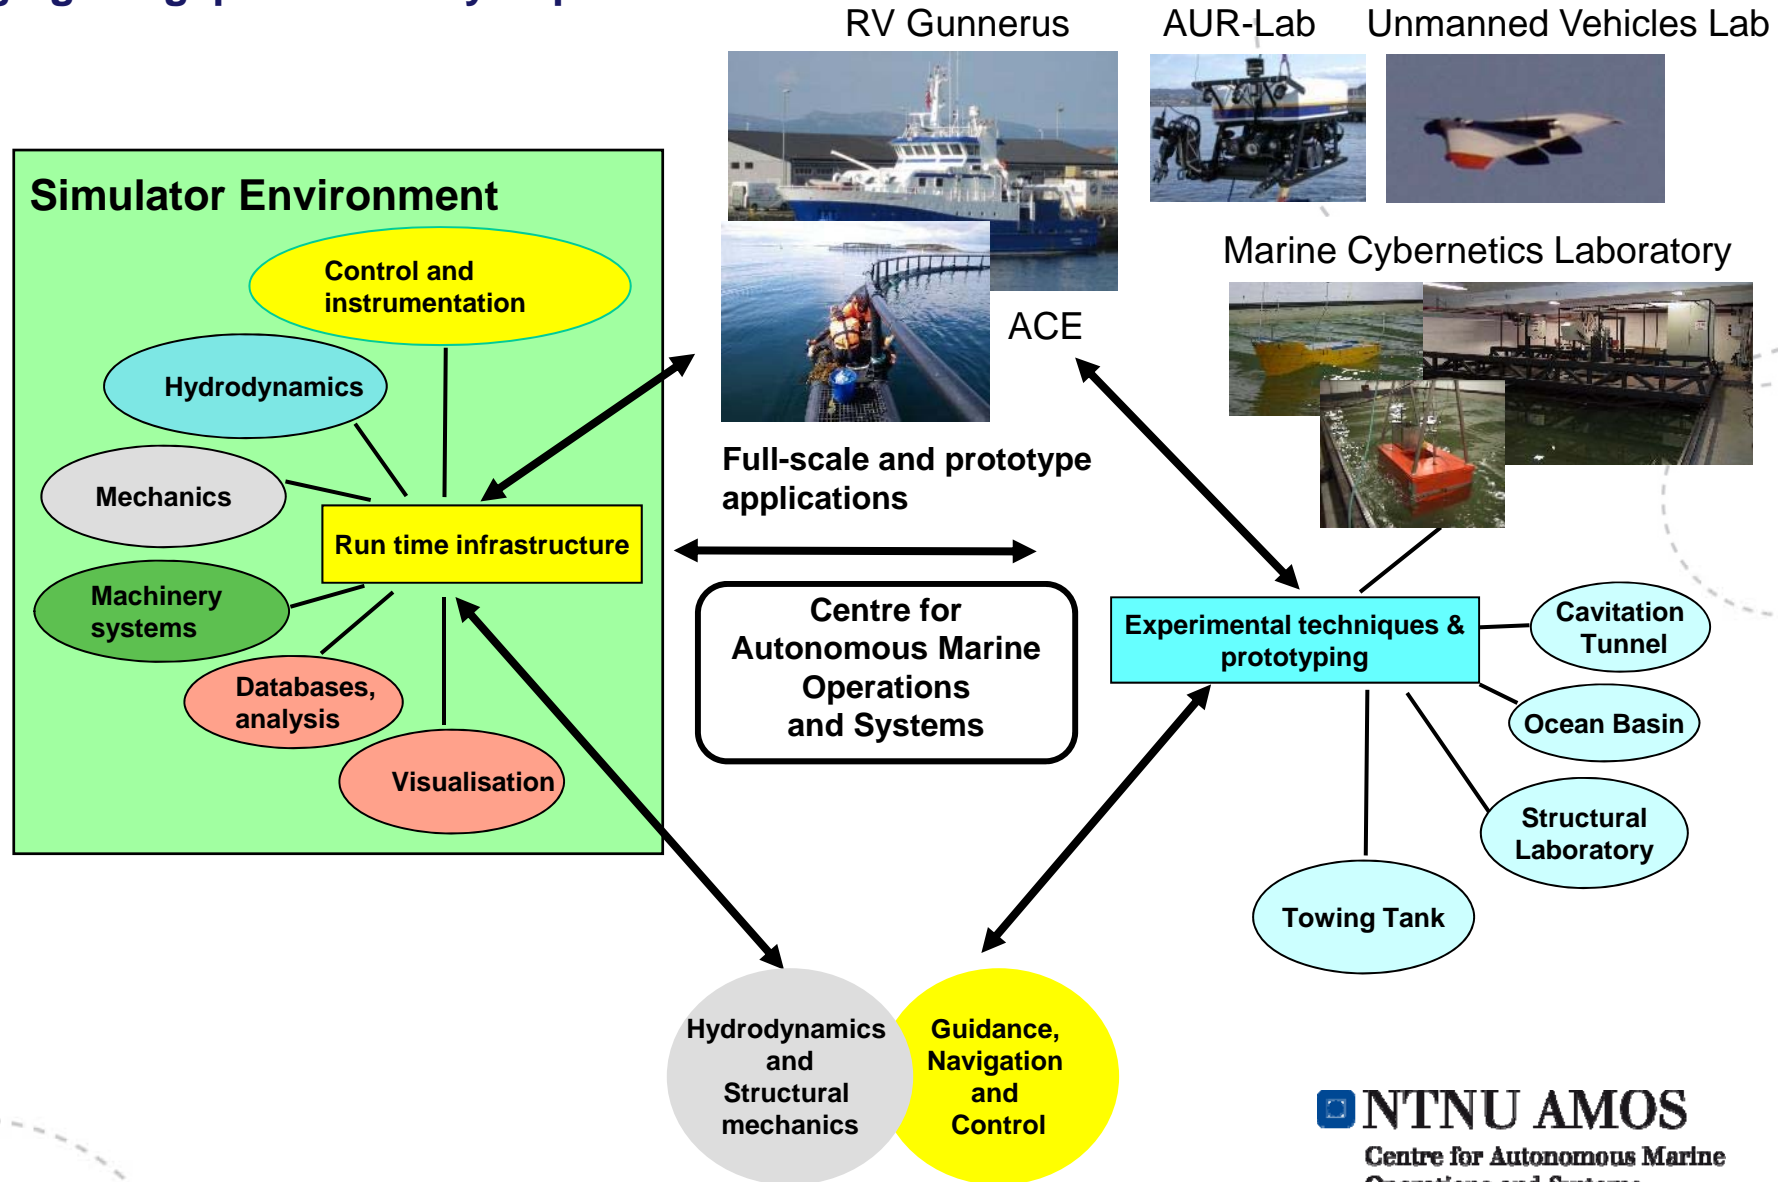 RV Gunnerus
AUR-Lab
Unmanned Vehicles Lab
Simulator Environment
Control and
instrumentation
Hydrodynamics
Mechanics
Run time infrastructure
Machinery
systems
Databases,
analysis
Visualisation
ACE
Full-scale and prototype
applications
Marine Cybernetics Laboratory
Centre for
Autonomous Marine
Operations
and Systems
Experimental techniques &
prototyping
Cavitation
Tunnel
Ocean Basin
Structural
Laboratory
Towing Tank
Hydrodynamics
and
Structural
mechanics
Guidance,
Navigation
and
Control
NTNU AMOS
Centre for Autonomous Marine
Operations and Systems